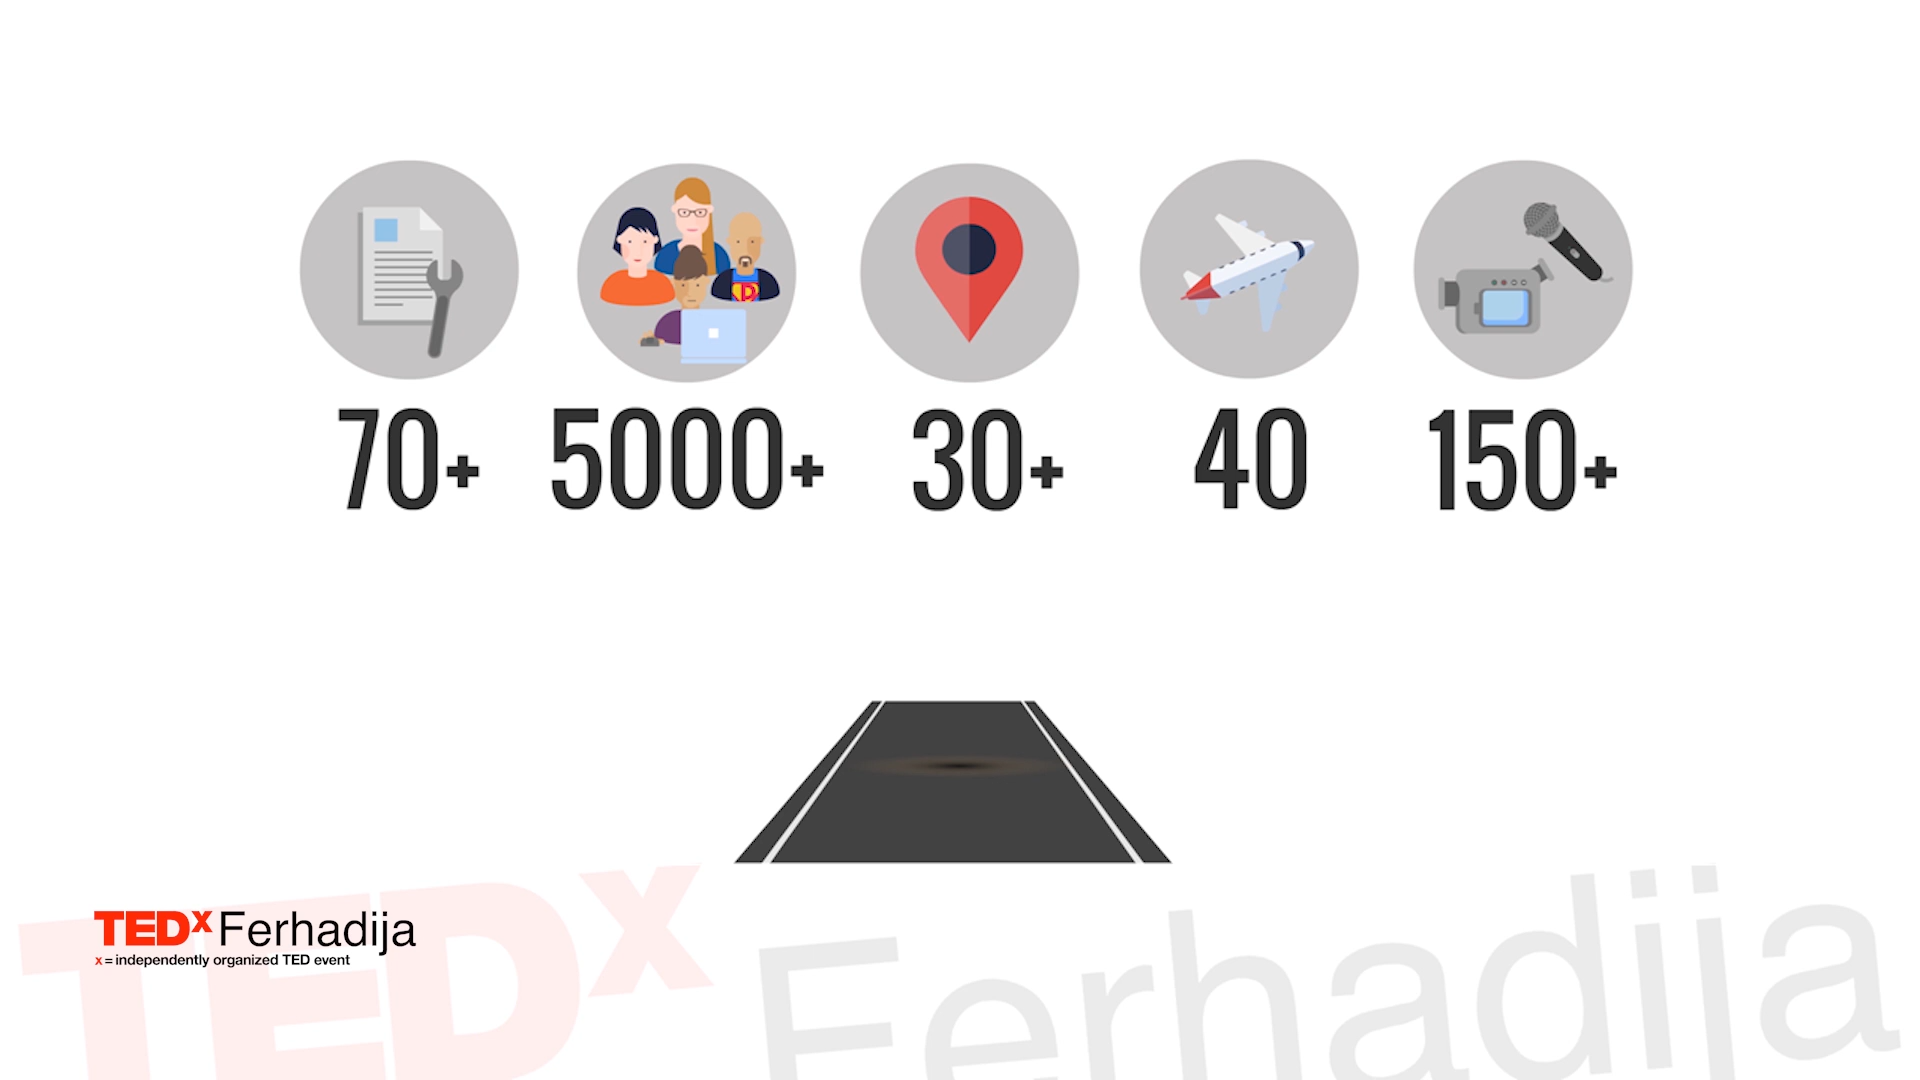 70+ 5000+ 30+ 40 150+
TEDx Ferhadija
x = independently organized TED event
TEDx Ferhadija